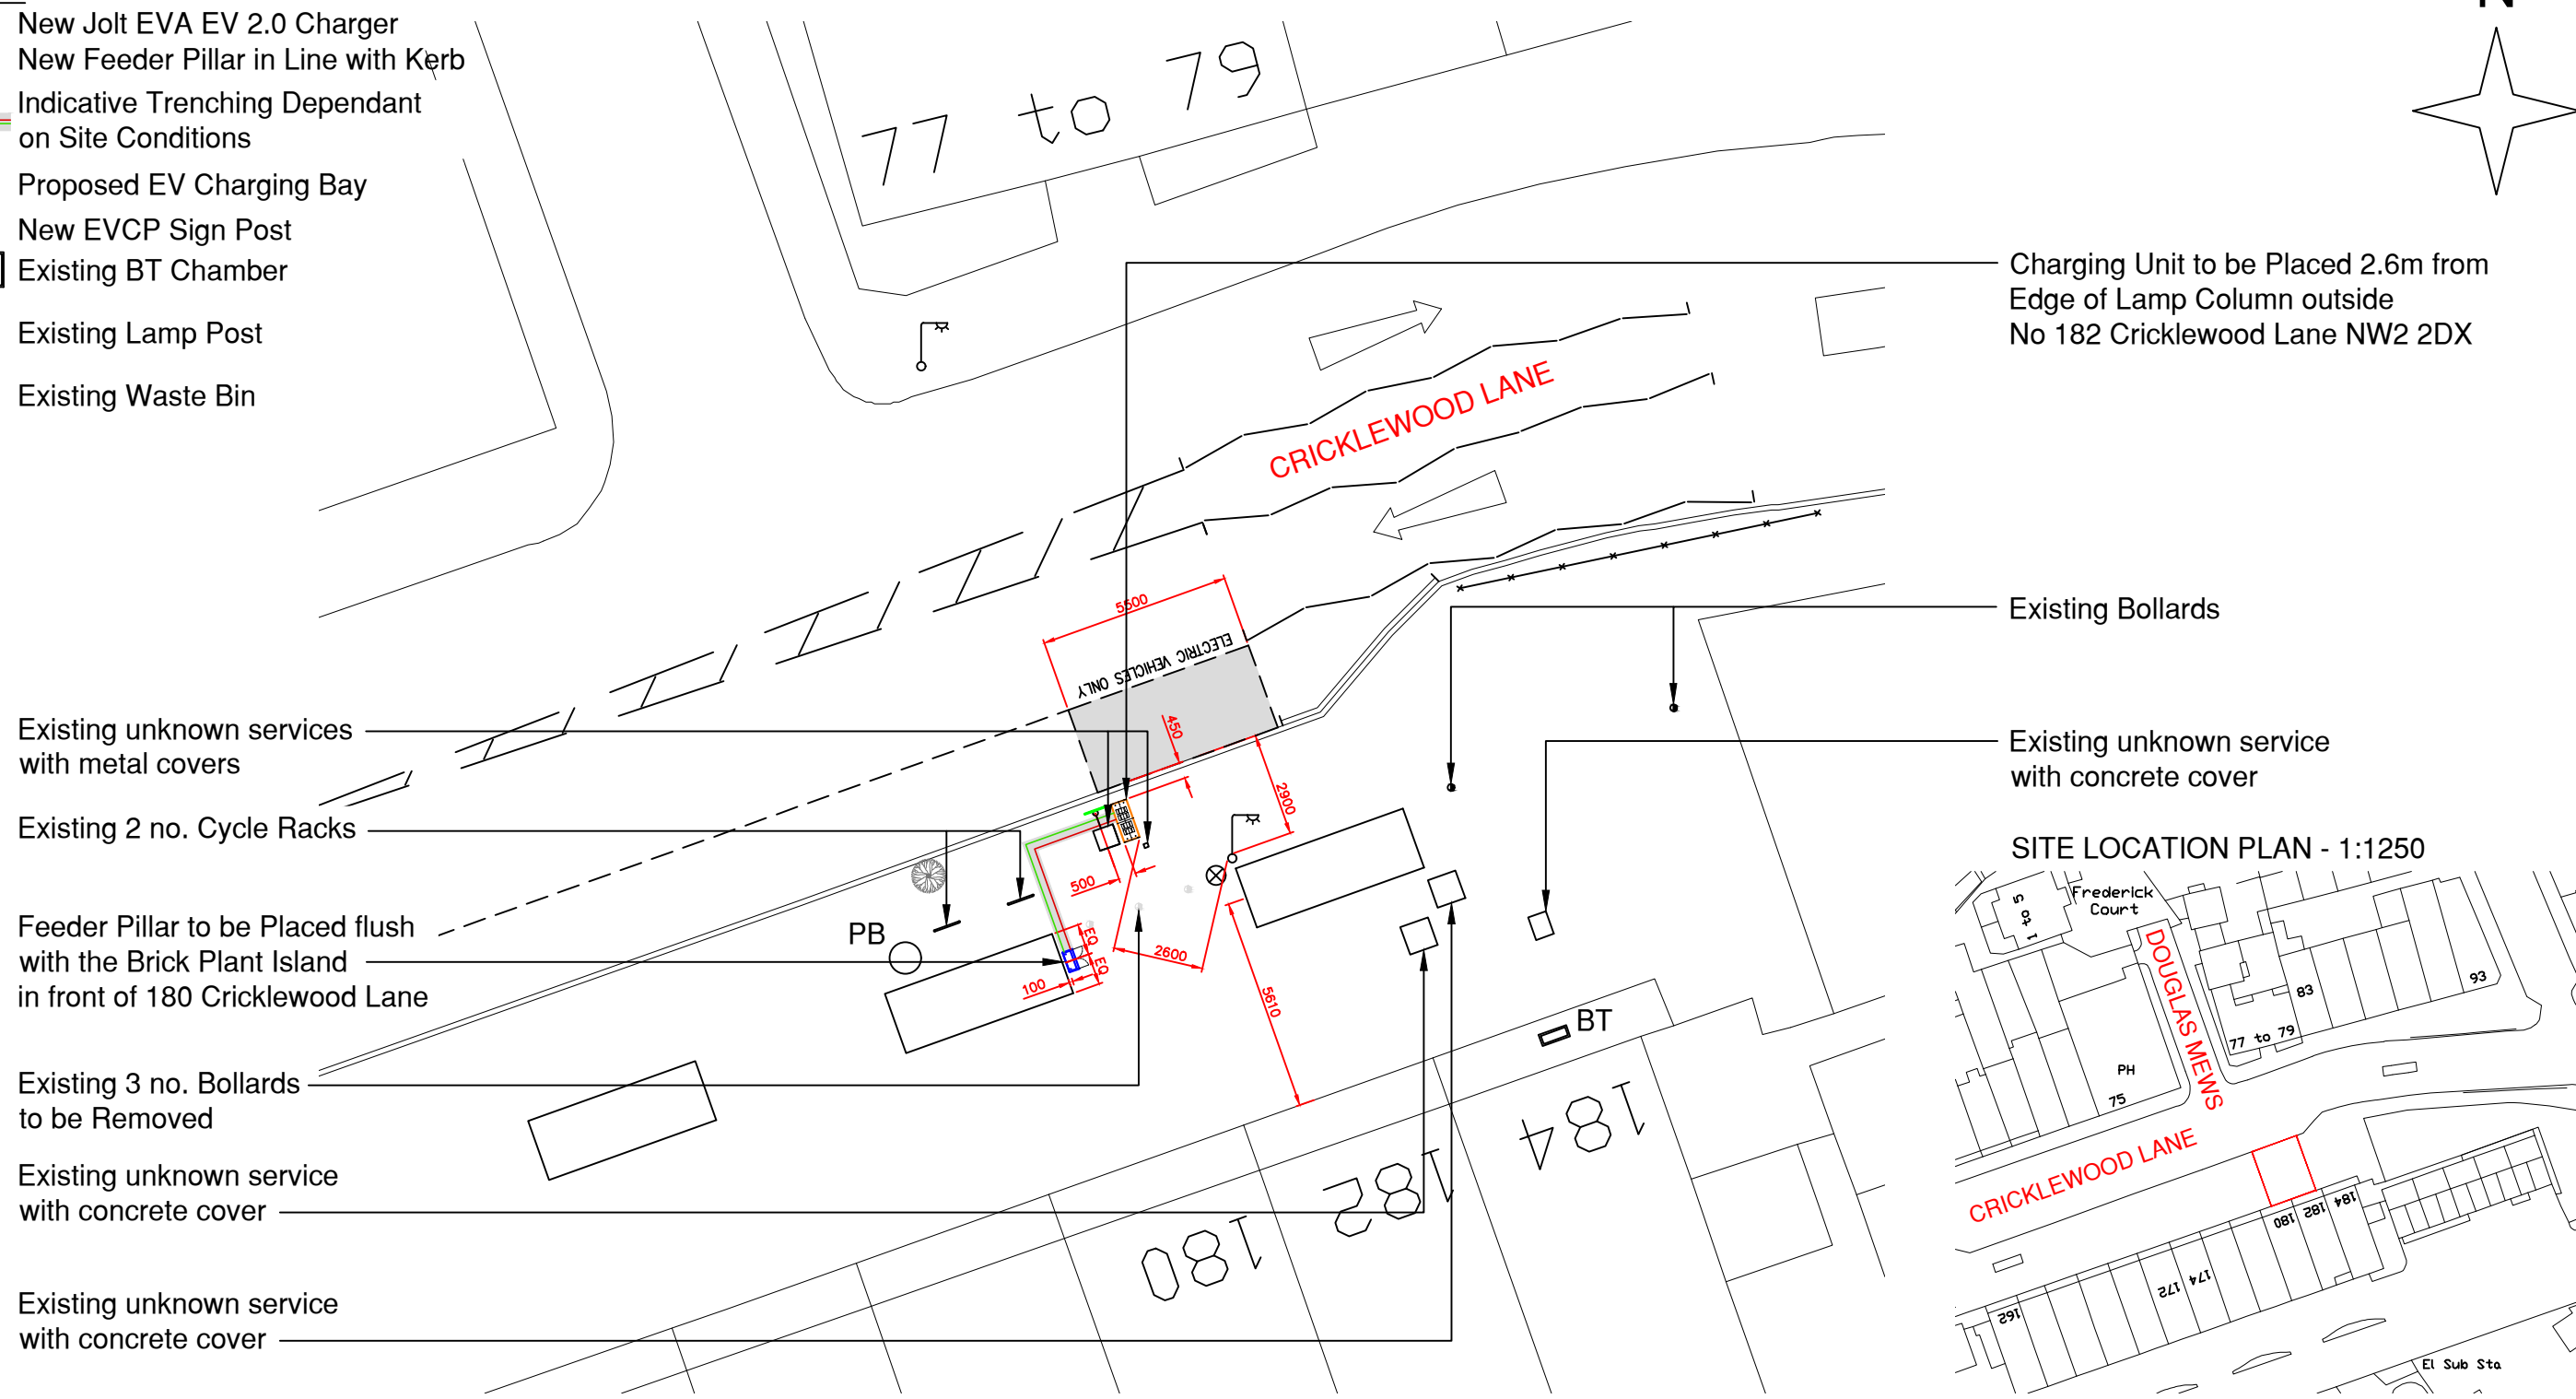 N
New Jolt EVA EV 2.0 Charger
New Feeder Pillar in Line with Kerb
Indicative Trenching Dependant
on Site Conditions
Proposed EV Charging Bay
New EVCP Sign Post
Existing BT Chamber
Existing Lamp Post
Existing Waste Bin
77 to 79
Charging Unit to be Placed 2.6m from
Edge of Lamp Column outside
No 182 Cricklewood Lane NW2 2DX
CRICKLEWOOD LANE
5500
ELECTRIC VEHICLES ONLY
450
2900
500
2600
EQ
EQ
100
5610
PB
BT
180
182
184
Existing Bollards
Existing unknown service
with concrete cover
Existing unknown services
with metal covers
Existing 2 no. Cycle Racks
Feeder Pillar to be Placed flush
with the Brick Plant Island
in front of 180 Cricklewood Lane
Existing 3 no. Bollards
to be Removed
Existing unknown service
with concrete cover
Existing unknown service
with concrete cover
SITE LOCATION PLAN - 1:1250
1 to 5
Frederick
Court
DOUGLAS MEWS
83
93
77 to 79
PH
75
CRICKLEWOOD LANE
180
182
184
174
172
162
El Sub Sta